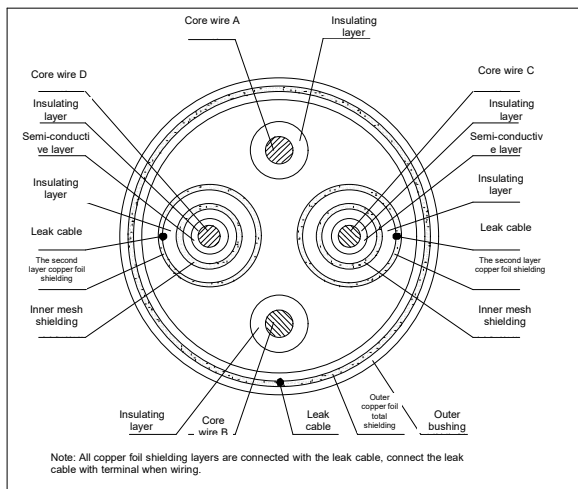 Core wire A
Insulating
layer
Core wire D
Core wire C
Insulating
layer
Insulating
layer
Semi-conducti
ve layer
Semi-conductiv
e layer
Insulating
layer
Insulating
layer
Leak cable
Leak cable
The second
layer copper foil
shielding
The second
layer copper foil
shielding
Inner mesh
shielding
Inner mesh
shielding
Insulating
layer
Core
wire B
Leak
cable
Outer
copper foil
total
shielding
Outer
bushing
Note: All copper foil shielding layers are connected with the leak cable, connect the leak
cable with terminal when wiring.